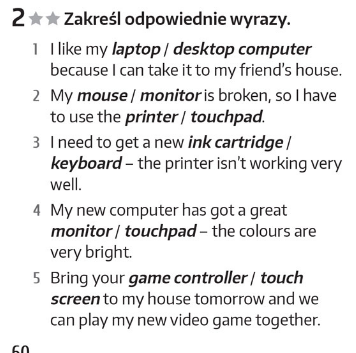 2 ★★ Zakreśl odpowiednie wyrazy.
1 I like my laptop / desktop computer
because I can take it to my friend's house.
2 My mouse / monitor is broken, so I have
to use the printer / touchpad.
3 I need to get a new ink cartridge /
keyboard – the printer isn't working very
well.
4 My new computer has got a great
monitor / touchpad – the colours are
very bright.
5 Bring your game controller / touch
screen to my house tomorrow and we
can play my new video game together.
60